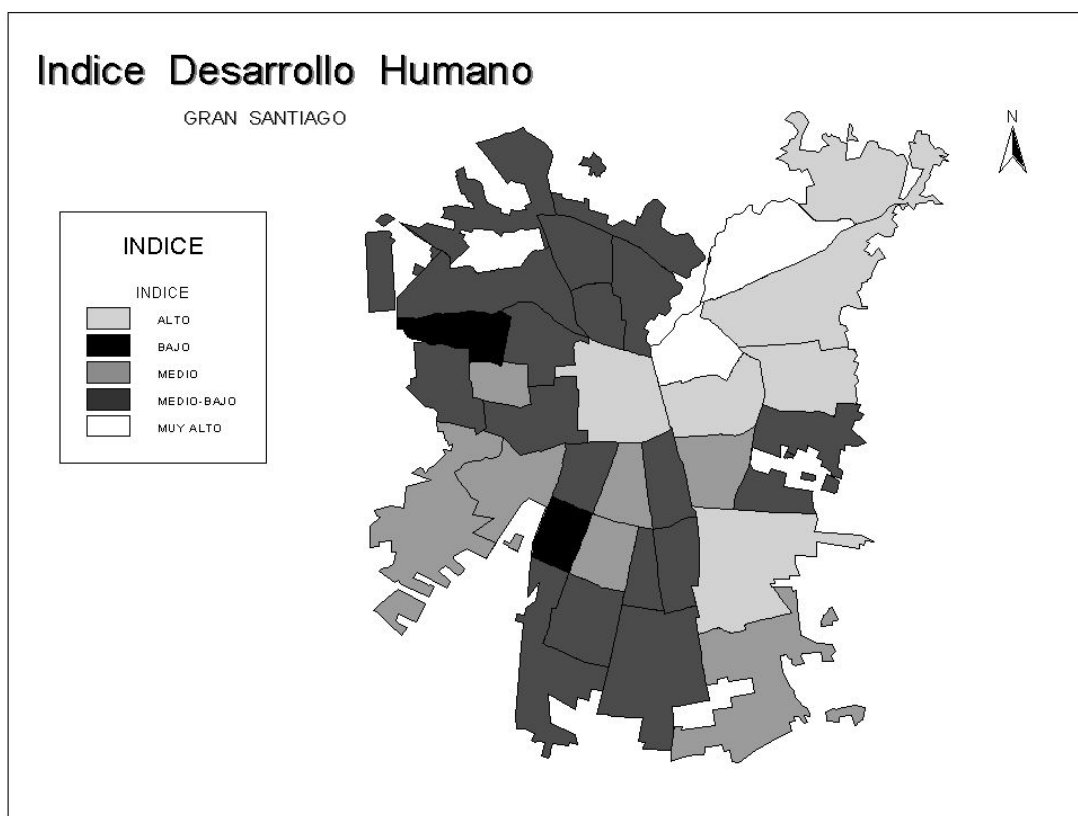 Indice Desarrollo Humano
GRAN SANTIAGO
N
INDICE
INDICE
ALTO
BAJO
MEDIO
MEDIO-BAJO
MUY ALTO